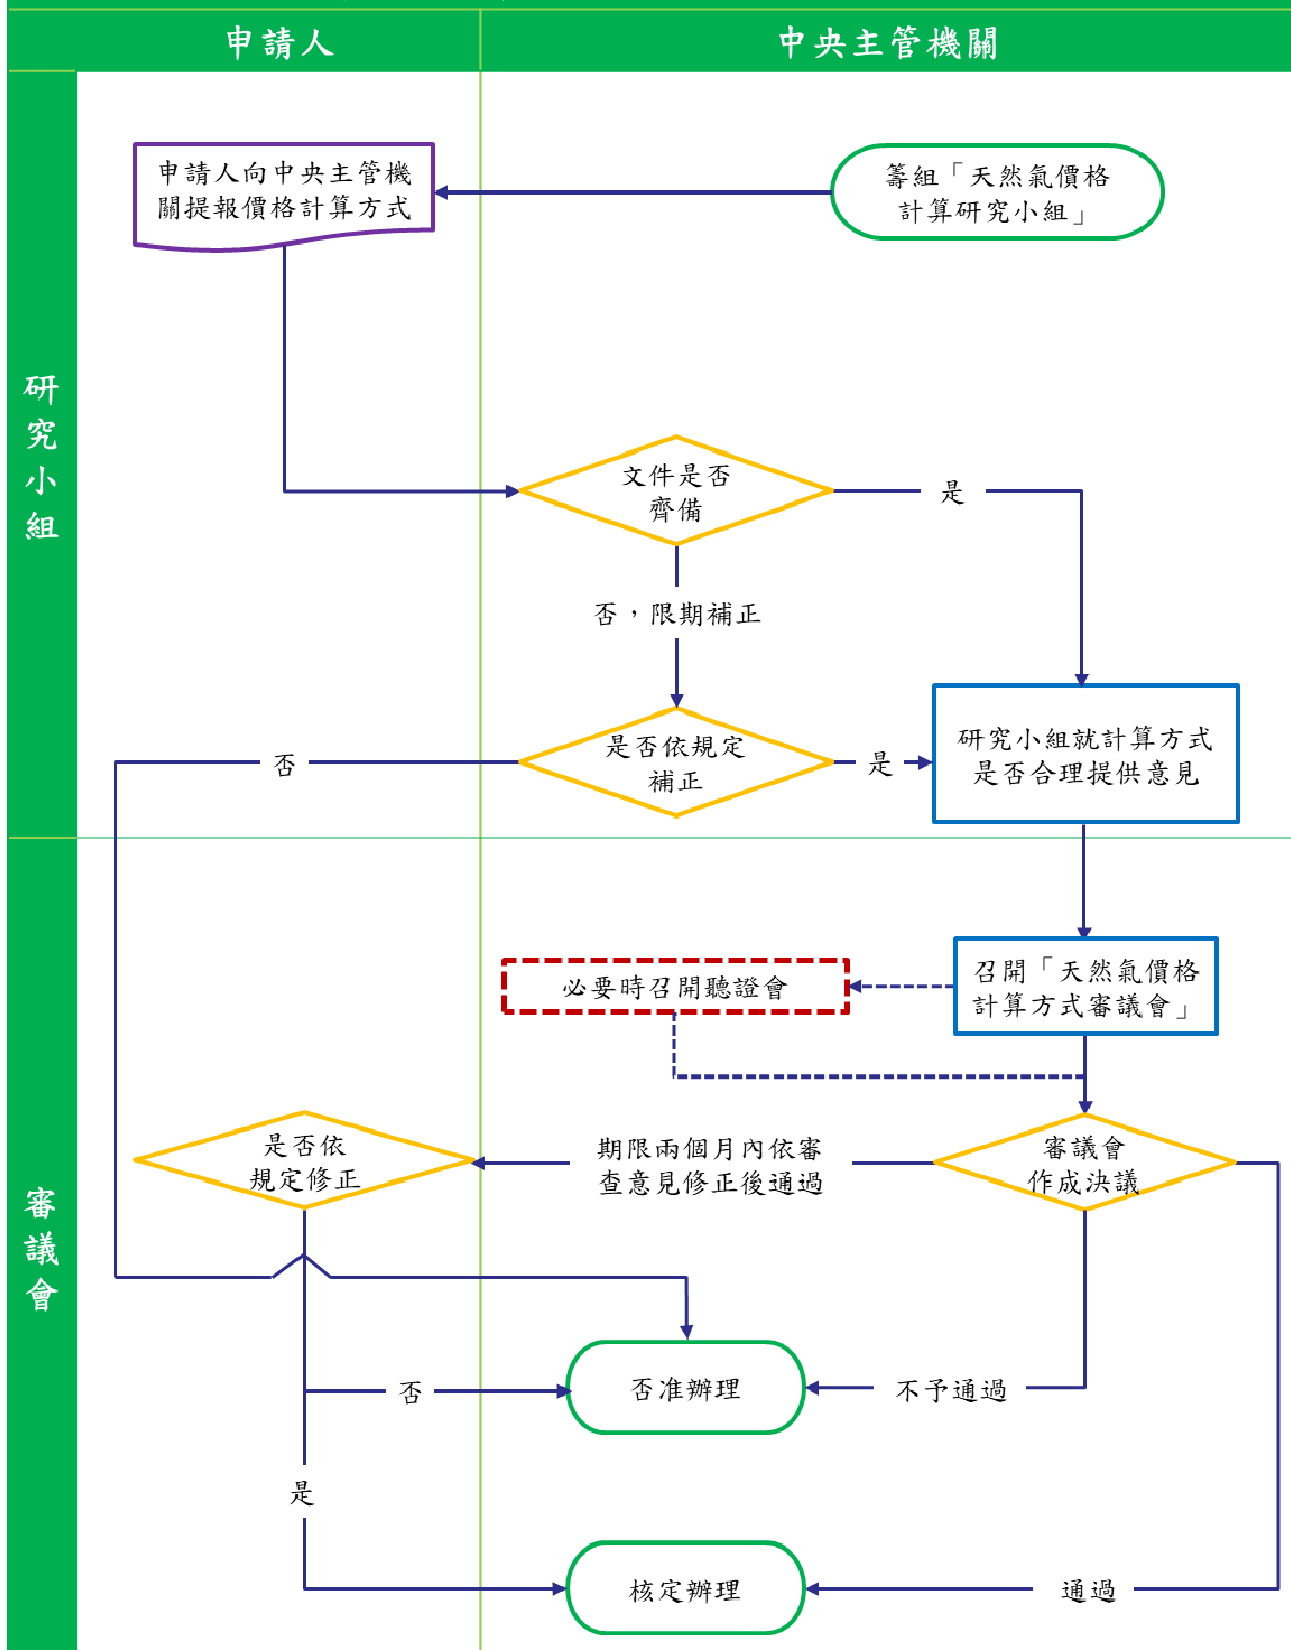 申請人
中央主管機關
研究小組
申請人向中央主管機
關提報價格計算方式
籌組「天然氣價格
計算研究小組」
文件是否
齊備
是
否，限期補正
是否依規定
補正
否
是
研究小組就計算方式
是否合理提供意見
審議會
召開「天然氣價格
計算方式審議會」
必要時召開聽證會
是否依
規定修正
期限兩個月內依審
查意見修正後通過
審議會
作成決議
否
否准辦理
不予通過
是
核定辦理
通過